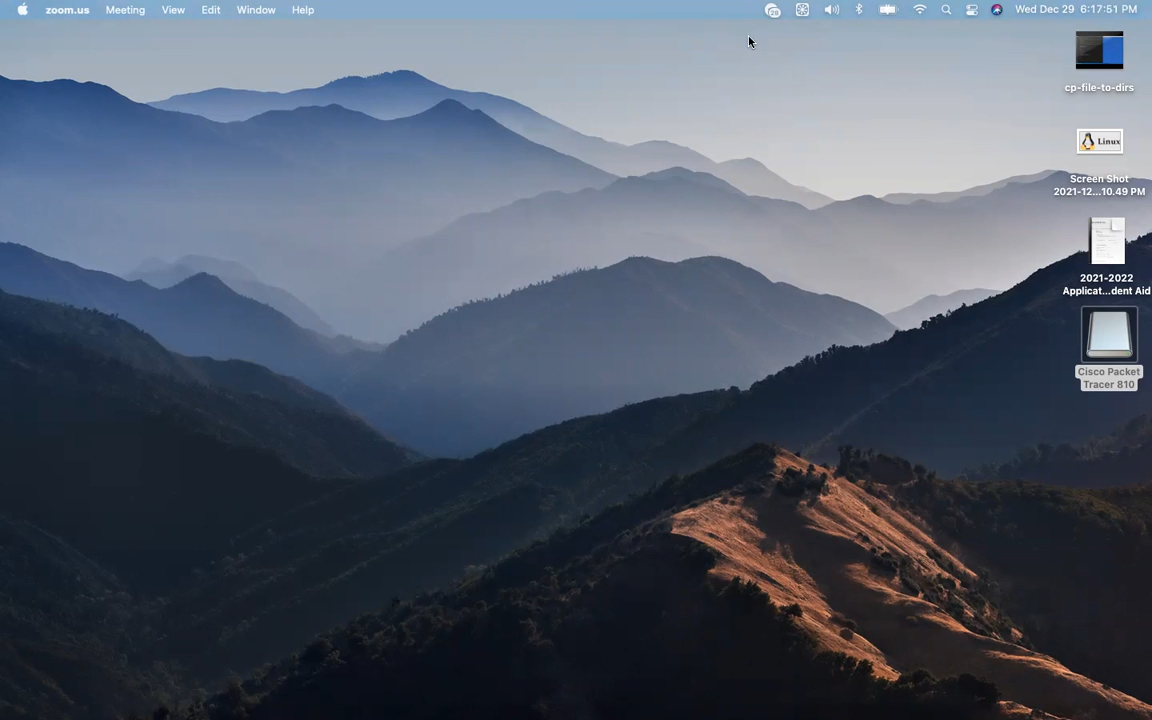 zoom.us Meeting View Edit Window Help Wed Dec 29 6:17:51 PM
cp-file-to-dirs
Linux
Screen Shot
2021-12...10.49 PM
2021-2022
Applicat...dent Aid
Cisco Packet
Tracer 810